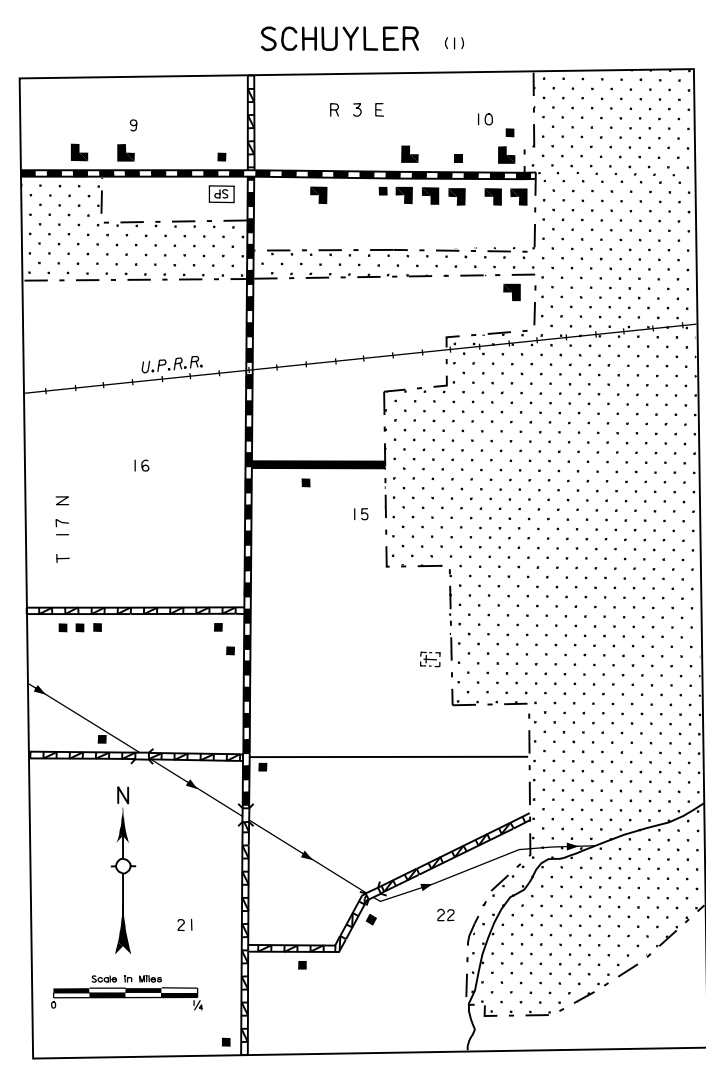 SCHUYLER (1)
R 3 E
9
10
SP
U.P.R.R.
16
15
T 17 N
T
N
21
22
Scale in Miles
0 1/4